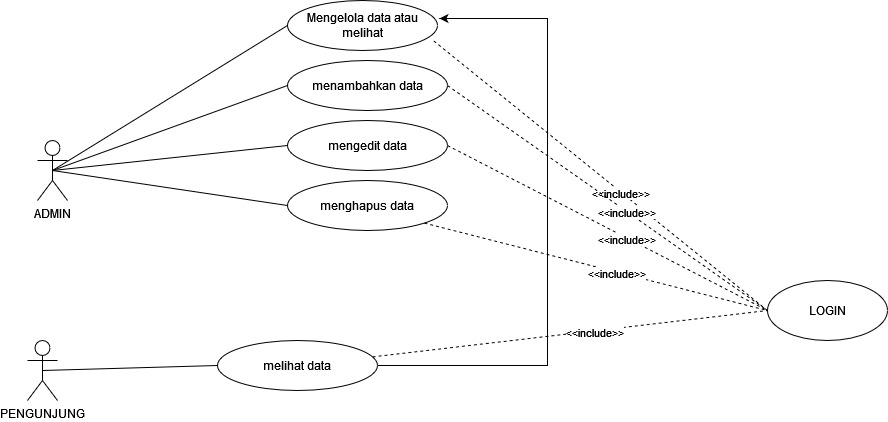 Mengelola data atau
melihat
menambahkan data
mengedit data
menghapus data
ADMIN
<<include>>
<<include>>
<<include>>
<<include>>
LOGIN
<<include>>
melihat data
PENGUNJUNG